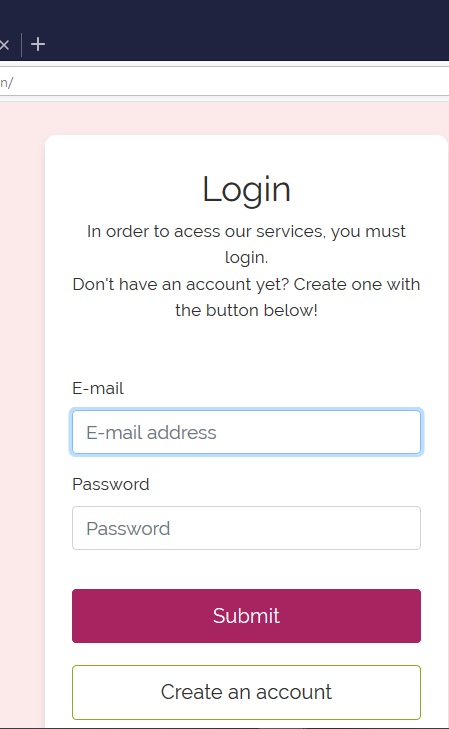 n/
Login
In order to acess our services, you must
login.
Don't have an account yet? Create one with
the button below!
E-mail
E-mail address
Password
Password
Submit
Create an account